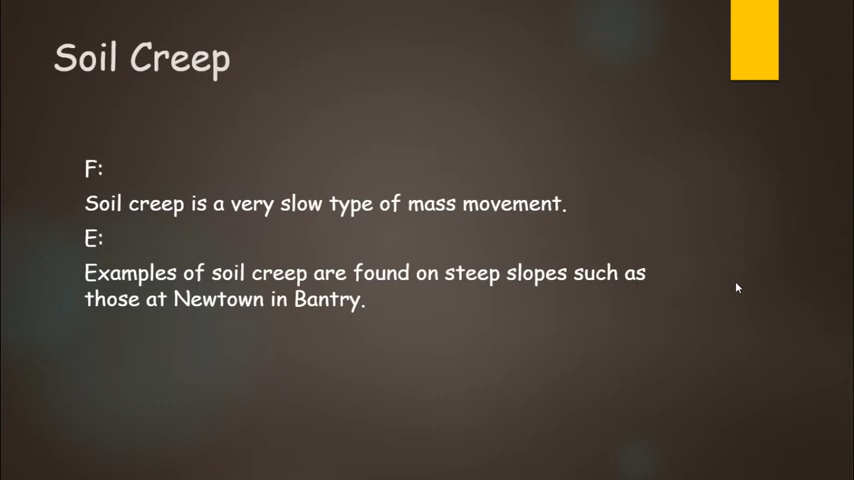 Soil Creep
F:
Soil creep is a very slow type of mass movement.
E:
Examples of soil creep are found on steep slopes such as
those at Newtown in Bantry.